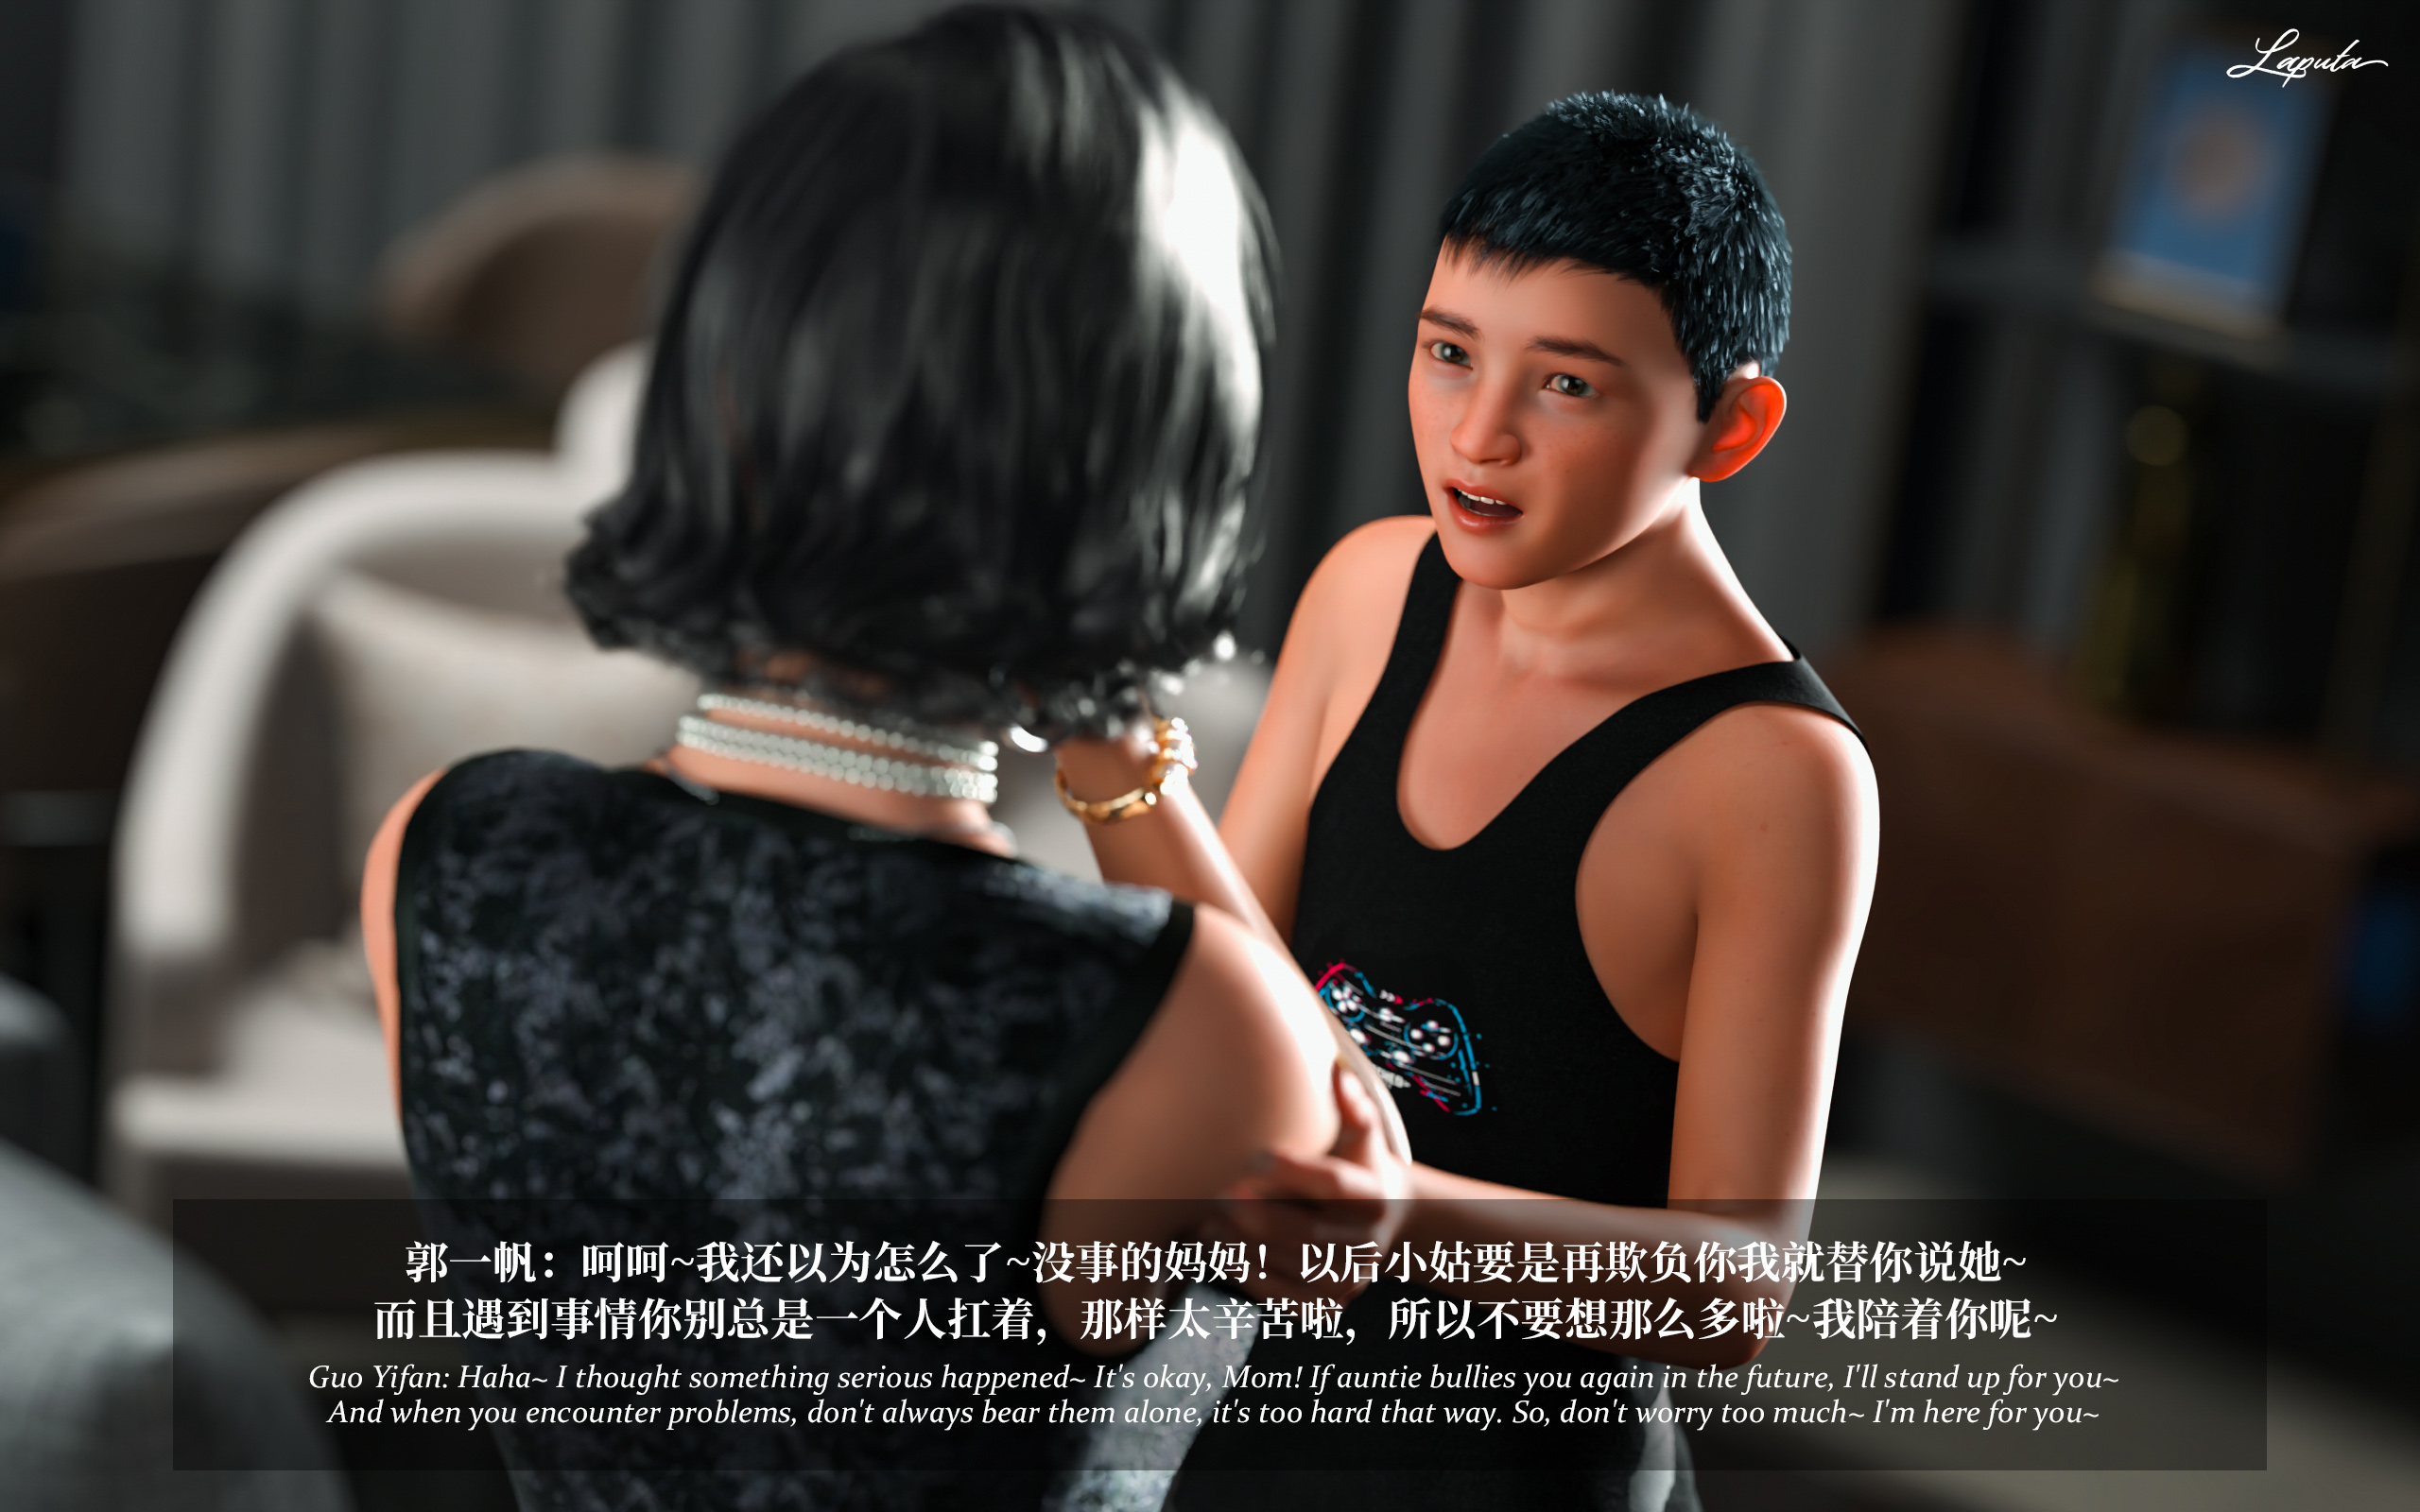 Laputa
郭一帆：呵呵~我还以为怎么了~没事的妈妈！以后小姑要是再欺负你我就替你说她~
而且遇到事情你别总是一个人扛着，那样太辛苦啦，所以不要想那么多啦~我陪着你呢~
Guo Yifan: Haha~ I thought something serious happened~ It's okay, Mom! If auntie bullies you again in the future, I'll stand up for you~
And when you encounter problems, don't always bear them alone, it's too hard that way. So, don't worry too much~ I'm here for you~